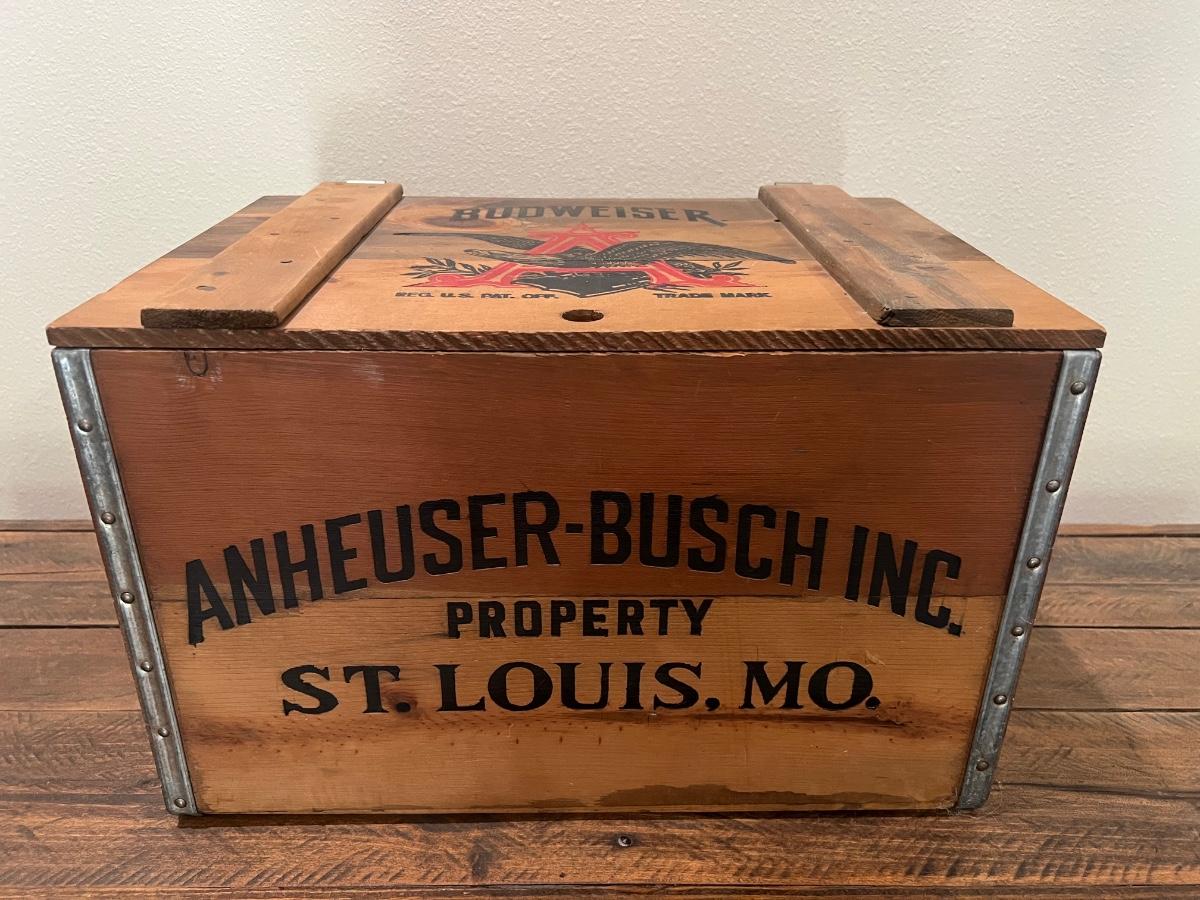 BUDWEISER
REG. U.S. PAT. OFF. TRADE MARK
ANHEUSER-BUSCH INC.
PROPERTY
ST. LOUIS, MO.